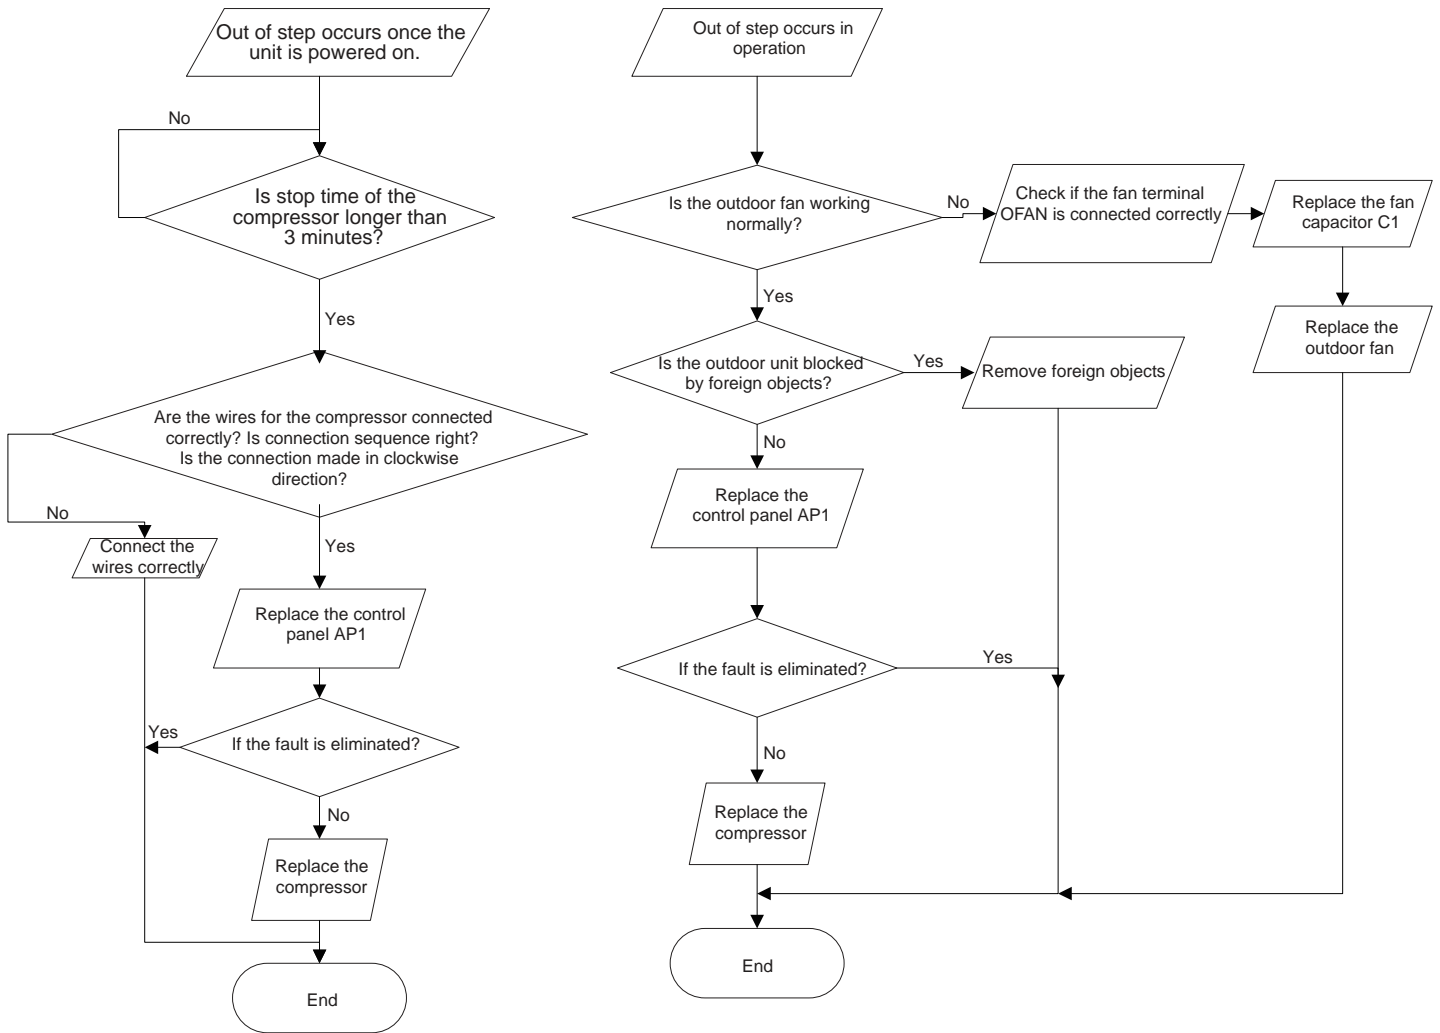 Out of step occurs once the
unit is powered on.
No
Is stop time of the
compressor longer than
3 minutes?
Yes
Are the wires for the compressor connected
correctly? Is connection sequence right?
Is the connection made in clockwise
direction?
No
Connect the
wires correctly
Yes
Replace the control
panel AP1
Yes
If the fault is eliminated?
No
Replace the
compressor
End
Out of step occurs in
operation
Is the outdoor fan working
normally?
No
Check if the fan terminal
OFAN is connected correctly
Replace the fan
capacitor C1
Replace the
outdoor fan
Yes
Is the outdoor unit blocked
by foreign objects?
Yes
Remove foreign objects
No
Replace the
control panel AP1
If the fault is eliminated?
Yes
No
Replace the
compressor
End